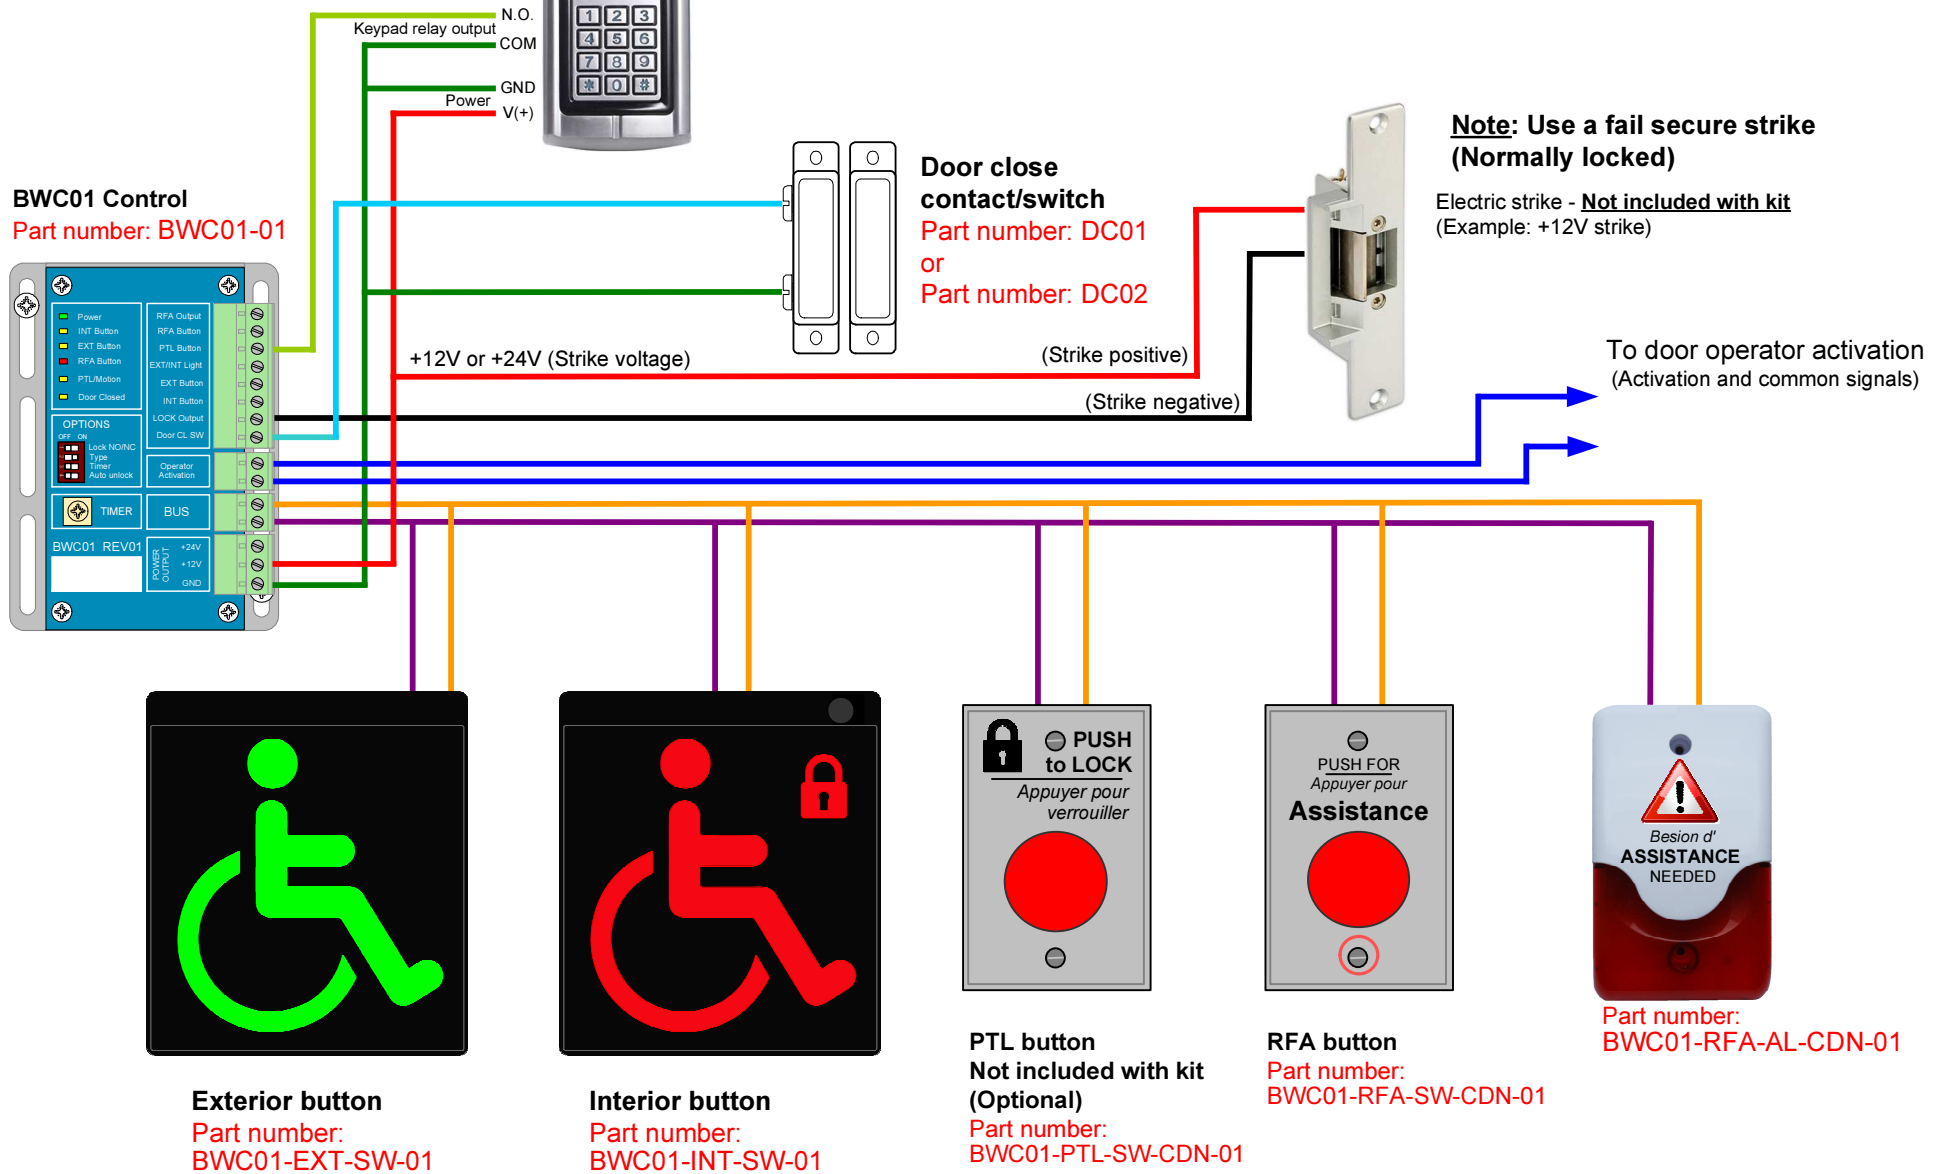 N.O.
Keypad relay output
COM
GND
Power
V(+)
1 2 3
4 5 6
7 8 9
* 0 #
Note: Use a fail secure strike
(Normally locked)
Electric strike - Not included with kit
(Example: +12V strike)
Door close
contact/switch
Part number: DC01
or
Part number: DC02
BWC01 Control
Part number: BWC01-01
Power
INT Button
EXT Button
RFA Button
PTL/Motion
Door Closed
RFA Output
RFA Button
PTL Button
EXT/INT Light
EXT Button
INT Button
LOCK Output
Door CL SW
OPTIONS
OFF ON
Lock NO/NC
Type
Timer
Auto unlock
Operator
Activation
TIMER
BUS
BWC01 REV01
POWER
OUTPUT
+24V
+12V
GND
+12V or +24V (Strike voltage)
(Strike positive)
(Strike negative)
To door operator activation
(Activation and common signals)
PUSH
to LOCK
Appuyer pour
verrouiller
PUSH FOR
Appuyer pour
Assistance
Besion d'
ASSISTANCE
NEEDED
Exterior button
Part number:
BWC01-EXT-SW-01
Interior button
Part number:
BWC01-INT-SW-01
PTL button
Not included with kit
(Optional)
Part number:
BWC01-PTL-SW-CDN-01
RFA button
Part number:
BWC01-RFA-SW-CDN-01
Part number:
BWC01-RFA-AL-CDN-01